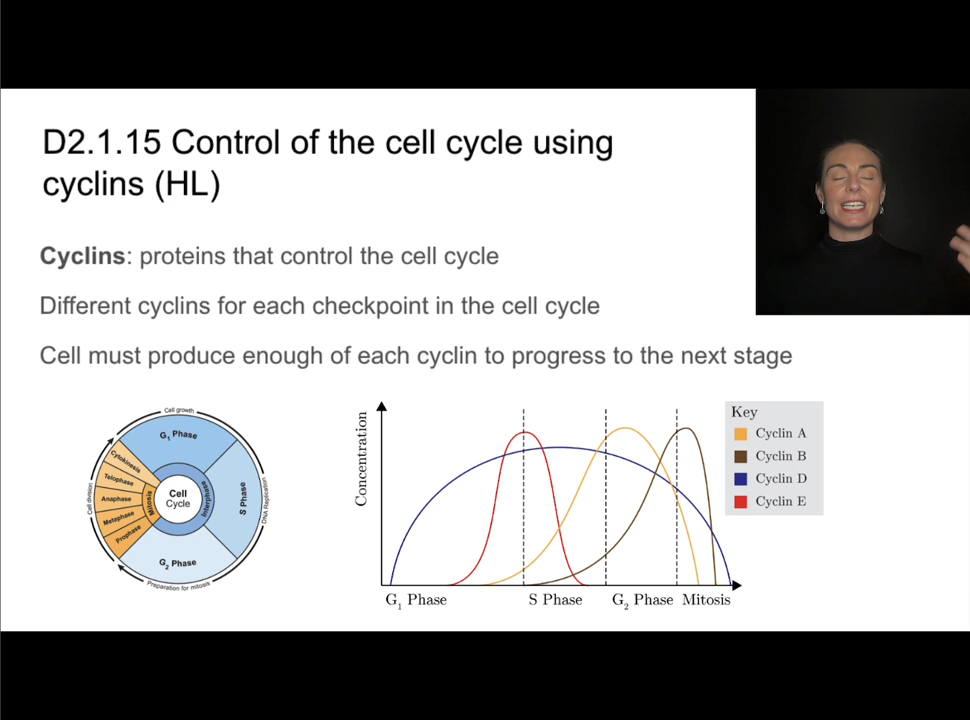 D2.1.15 Control of the cell cycle using
cyclins (HL)
Cyclins: proteins that control the cell cycle
Different cyclins for each checkpoint in the cell cycle
Cell must produce enough of each cyclin to progress to the next stage
Cell growth
G1 Phase
Cytokinesis
Telophase
Anaphase
Metaphase
Prophase
Mitosis
Cell division
Cell
Cycle
Interphase
S Phase
DNA Replication
G2 Phase
Preparation for mitosis
Concentration
G1 Phase
S Phase
G2 Phase
Mitosis
Key
Cyclin A
Cyclin B
Cyclin D
Cyclin E